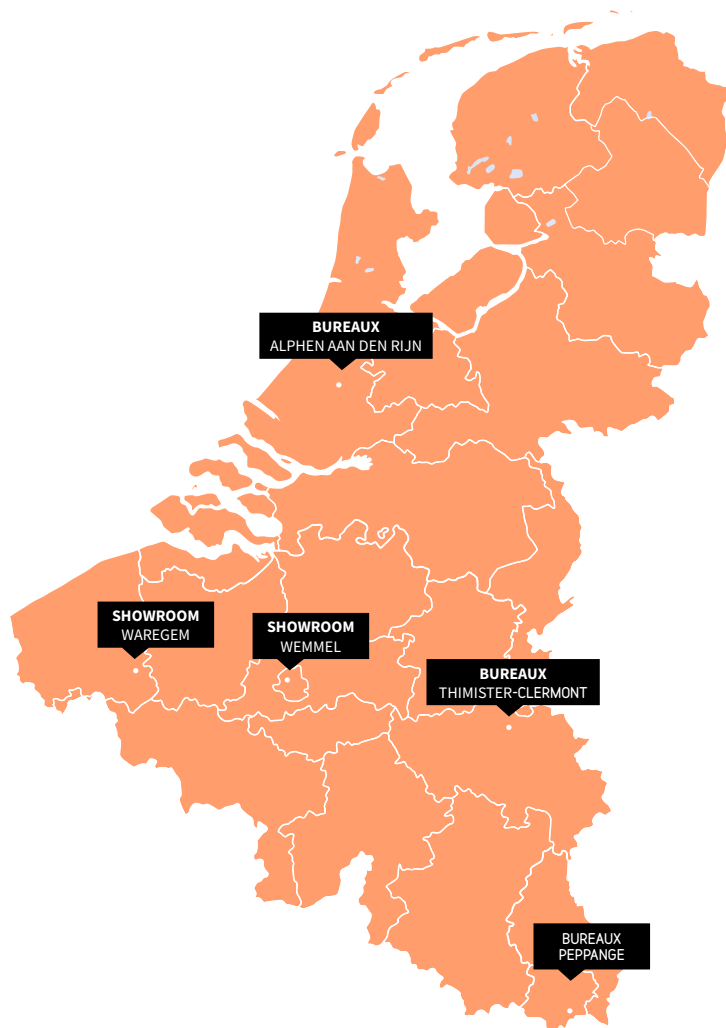 BUREAUX
ALPHEN AAN DEN RIJN
SHOWROOM
WAREGEM
SHOWROOM
WEMMEL
BUREAUX
THIMISTER-CLERMONT
BUREAUX
PEPPANGE